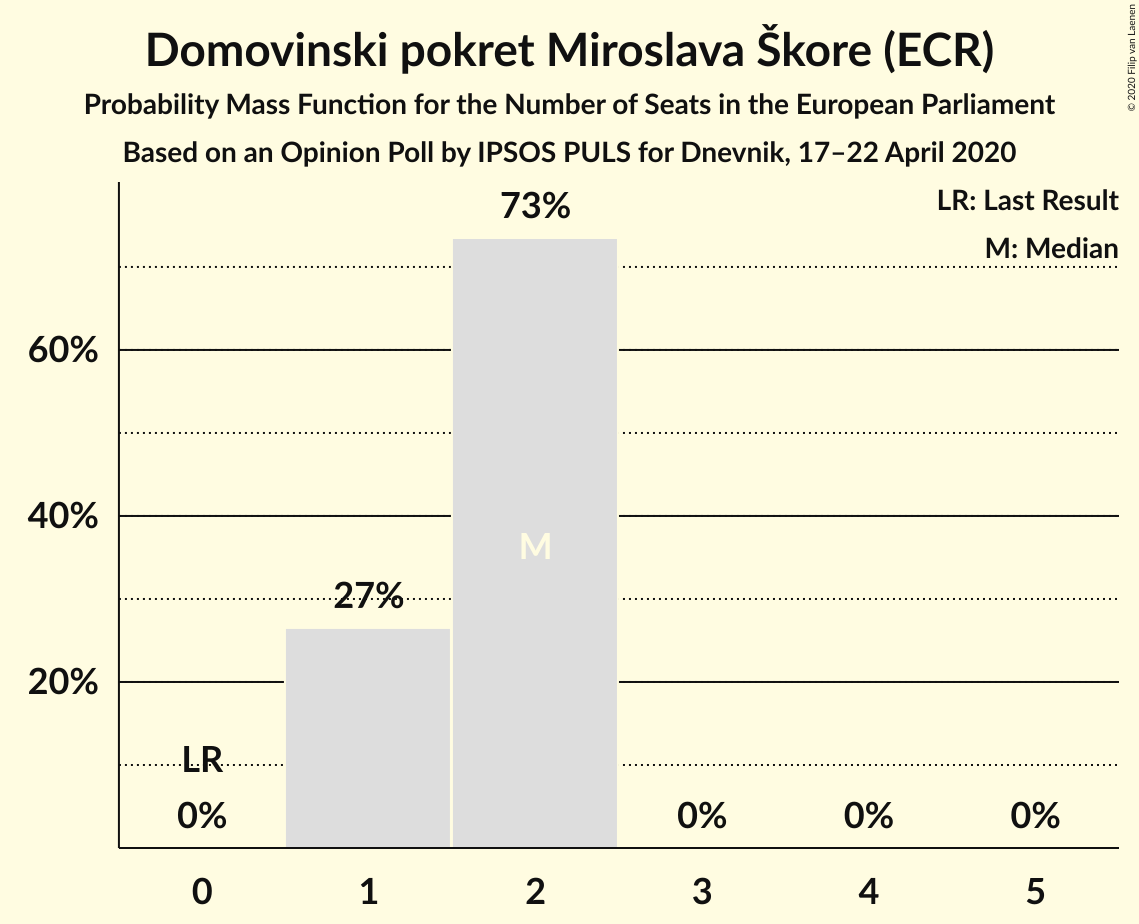 Domovinski pokret Miroslava Škore (ECR)
Probability Mass Function for the Number of Seats in the European Parliament
Based on an Opinion Poll by IPSOS PULS for Dnevnik, 17–22 April 2020
© 2020 Filip van Laenen
LR: Last Result
M: Median
73%
60%
40%
M
27%
20%
LR
0%
0%
0%
0%
0
1
2
3
4
5